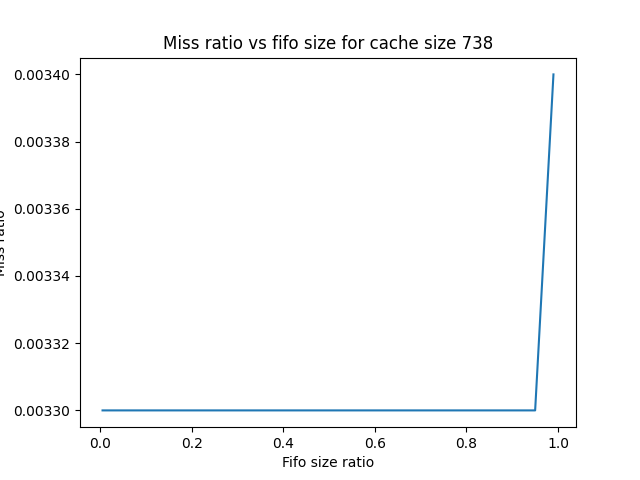 Miss ratio vs fifo size for cache size 738
0.00340
0.00338
0.00336
0.00334
0.00332
0.00330
Miss ratio
0.0 0.2 0.4 0.6 0.8 1.0
Fifo size ratio